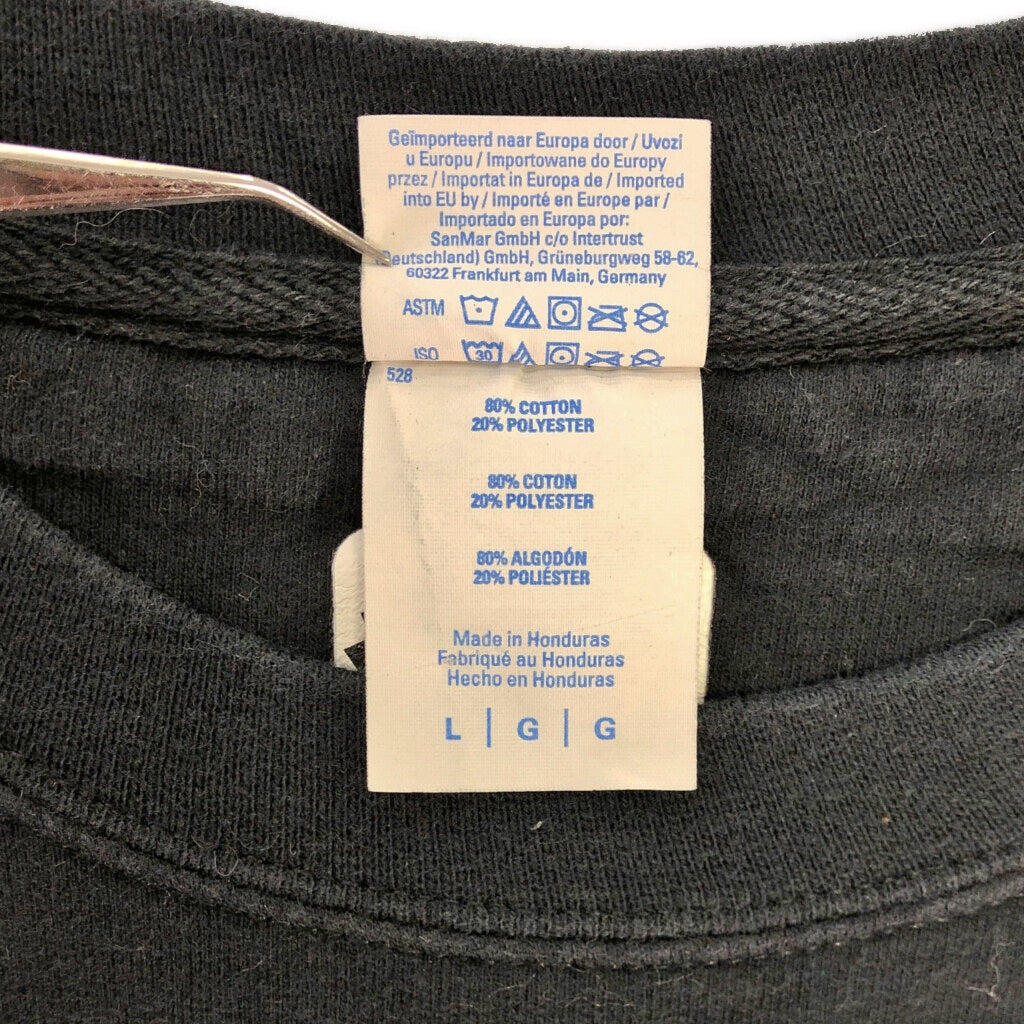 Geïmporteerd naar Europa door / Uvozi
u Europu / Importowane do Europy
przez / Importat in Europa de / Imported
into EU by / Importé en Europe par /
Importado en Europa por:
SanMar GmbH c/o Intertrust
(Deutschland) GmbH, Grüneburgweg 58-62,
60322 Frankfurt am Main, Germany
ASTM
ISO 30
528
80% COTTON
20% POLYESTER
80% COTON
20% POLYESTER
80% ALGODÓN
20% POLIÉSTER
Made in Honduras
Fabriqué au Honduras
Hecho en Honduras
L | G | G